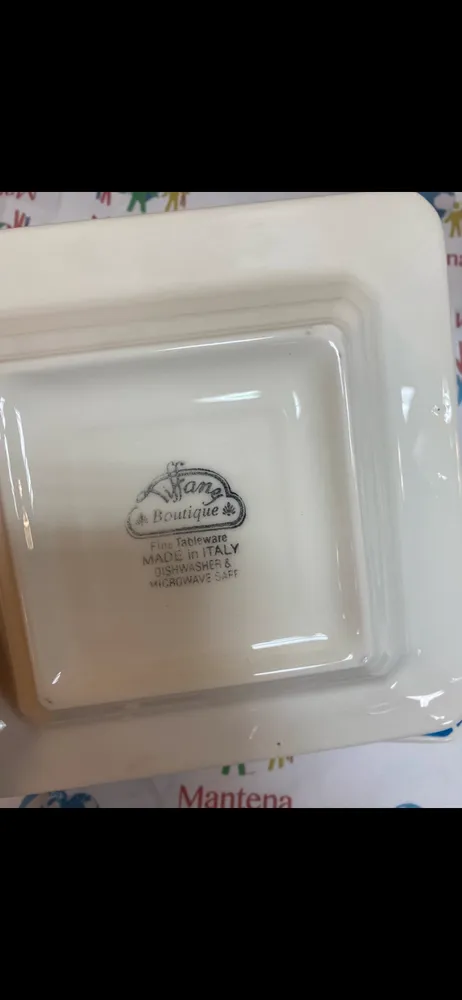 Tiffany
Boutique
Fine Tableware
MADE in ITALY
DISHWASHER &
MICROWAVE SAFE
Mantena